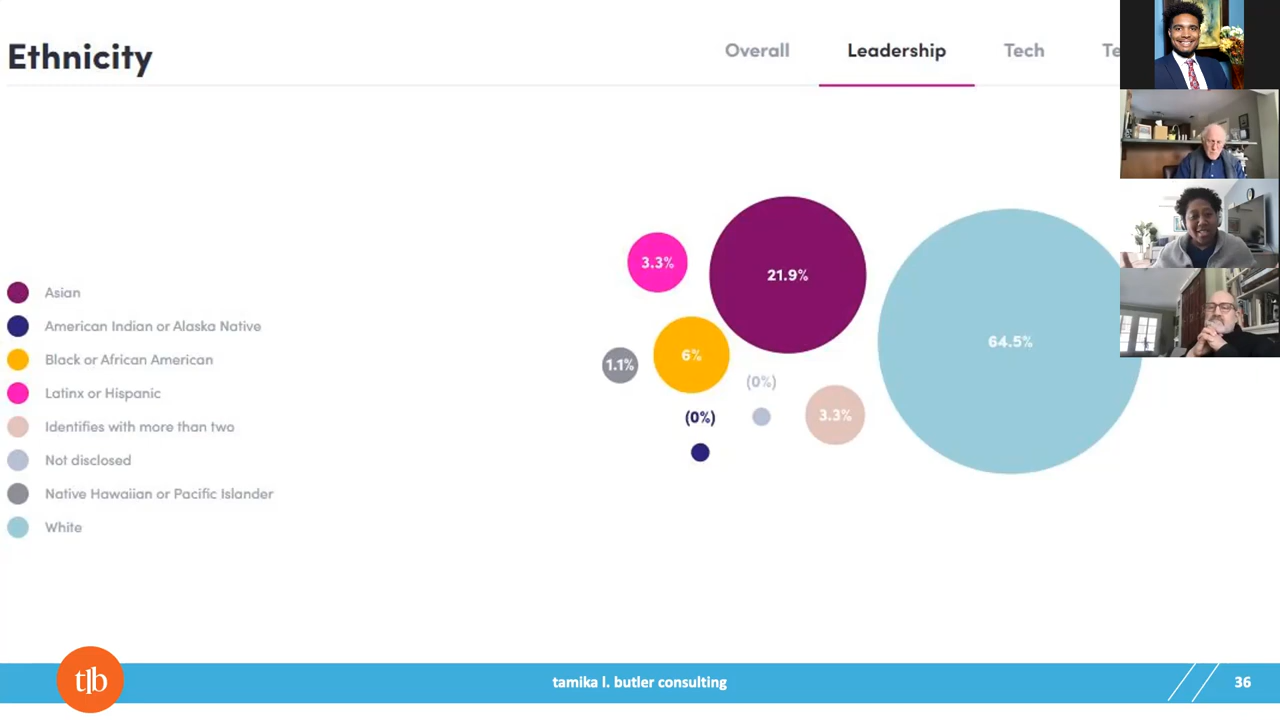 Ethnicity
Overall Leadership Tech Te
3.3%
21.9%
64.5%
6%
1.1%
(0%)
(0%)
3.3%
Asian
American Indian or Alaska Native
Black or African American
Latinx or Hispanic
Identifies with more than two
Not disclosed
Native Hawaiian or Pacific Islander
White
tlb
tamika l. butler consulting
36